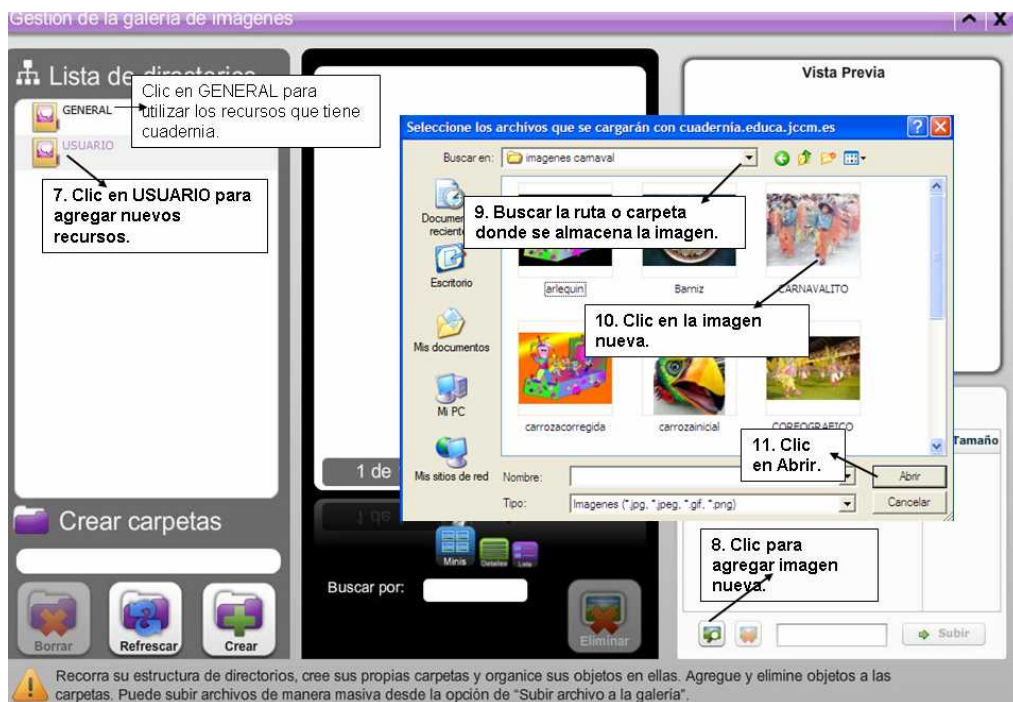 Gestión de la galería de imágenes
X
Lista de directorios
Clic en GENERAL para
utilizar los recursos que tiene
cuadernia.
GENERAL
USUARIO
7. Clic en USUARIO para
agregar nuevos
recursos.
Crear carpetas
Borrar
Refrescar
Crear
1 de
Minis
Detalles
Lista
Buscar por:
Eliminar
Vista Previa
Seleccione los archivos que se cargarán con cuadernia.educa.jccm.es
Buscar en:
imagenes carnaval
9. Buscar la ruta o carpeta
donde se almacena la imagen.
Escritorio
Mis documentos
Mi PC
Mis sitios de red
arlequin
Barniz
CARNAVALITO
10. Clic en la imagen
nueva.
carrozacorregida
carrozainicial
COREOGRAFICO
11. Clic
en Abrir.
Nombre:
Abrir
Tipo:
Imagenes (*.jpg, *.jpeg, *.gif, *.png)
Cancelar
Tamaño
8. Clic para
agregar imagen
nueva.
Subir
Recorra su estructura de directorios, cree sus propias carpetas y organice sus objetos en ellas. Agregue y elimine objetos a las
carpetas. Puede subir archivos de manera masiva desde la opción de "Subir archivo a la galería".